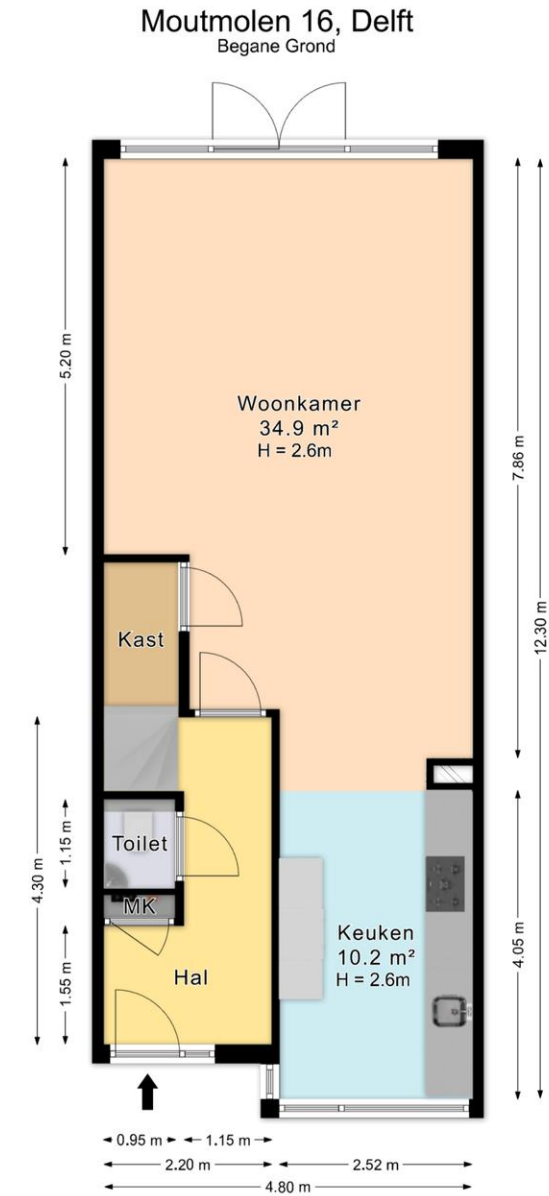 Moutmolen 16, Delft
Begane Grond
5.20 m
Woonkamer
34.9 m²
H = 2.6m
7.86 m
12.30 m
Kast
4.30 m
1.15 m
Toilet
MK
1.55 m
Hal
Keuken
10.2 m²
H = 2.6m
4.05 m
0.95 m
1.15 m
2.20 m
2.52 m
4.80 m